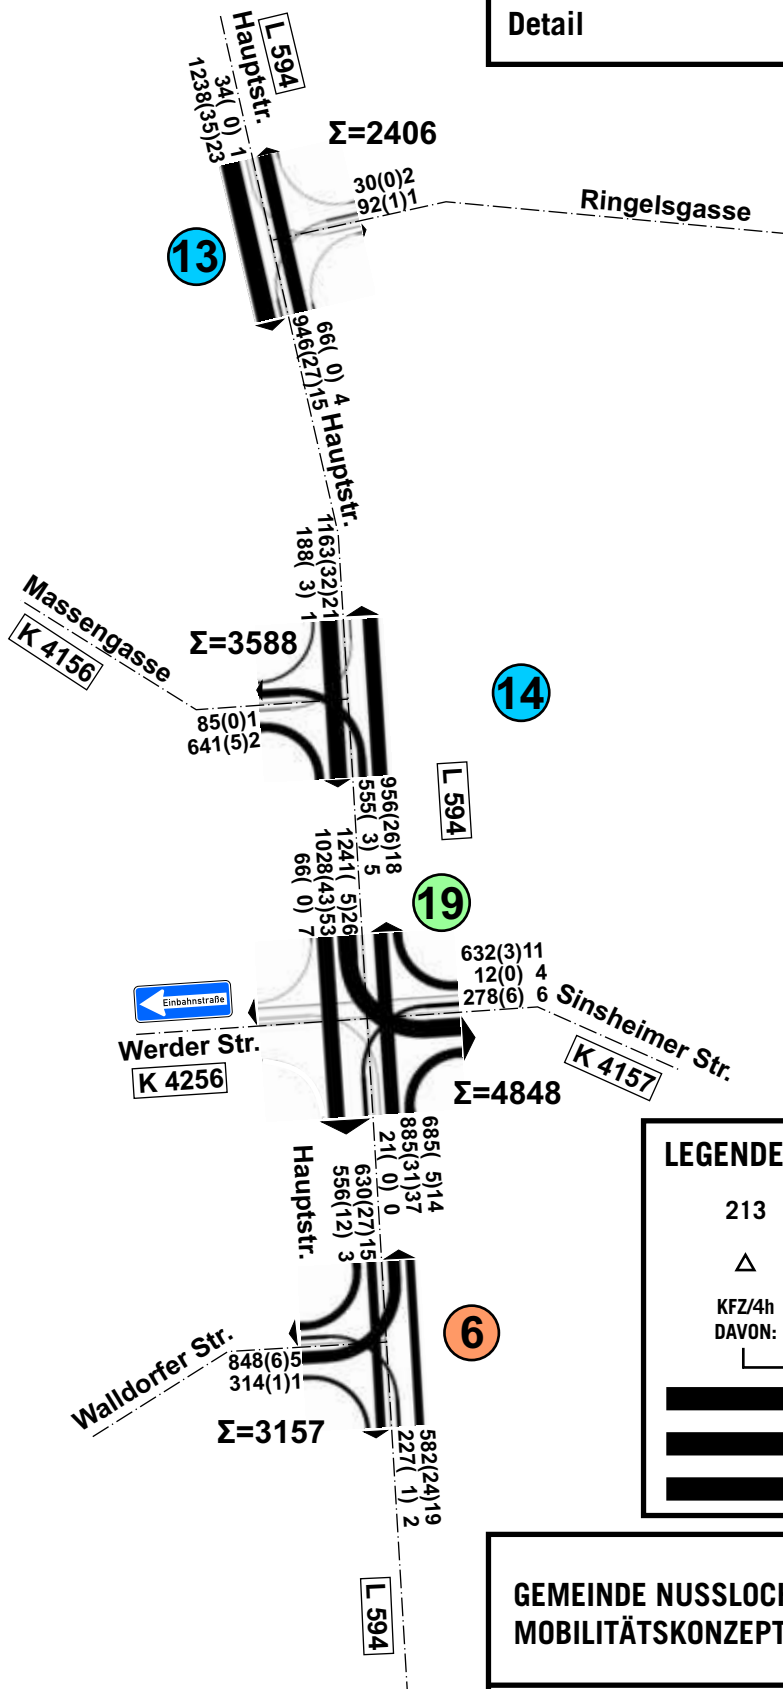 Detail
Hauptstr.
L 594
34( 0) 1
1238(35)23
Σ=2406
30(0)2
92(1)1
Ringelsgasse
13
66( 0) 4
946(27)15
Hauptstr.
1163(32)21
188( 3) 1
Massengasse
K 4156
Σ=3588
14
85(0)1
641(5)2
L 594
956(26)18
555( 3) 5
1241( 5)26
1028(43)53
66( 0) 7
19
632(3)11
12(0) 4
278(6) 6
Einbahnstraße
Werder Str.
K 4256
Sinsheimer Str.
K 4157
Σ=4848
685( 5)14
885(31)37
21( 0) 0
Hauptstr.
630(27)15
556(12) 3
LEGENDE
213
KFZ/4h
DAVON:
6
Walldorfer Str.
848(6)5
314(1)1
Σ=3157
582(24)19
227( 1) 2
L 594
GEMEINDE NUSSLOCH
MOBILITÄTSKONZEPT